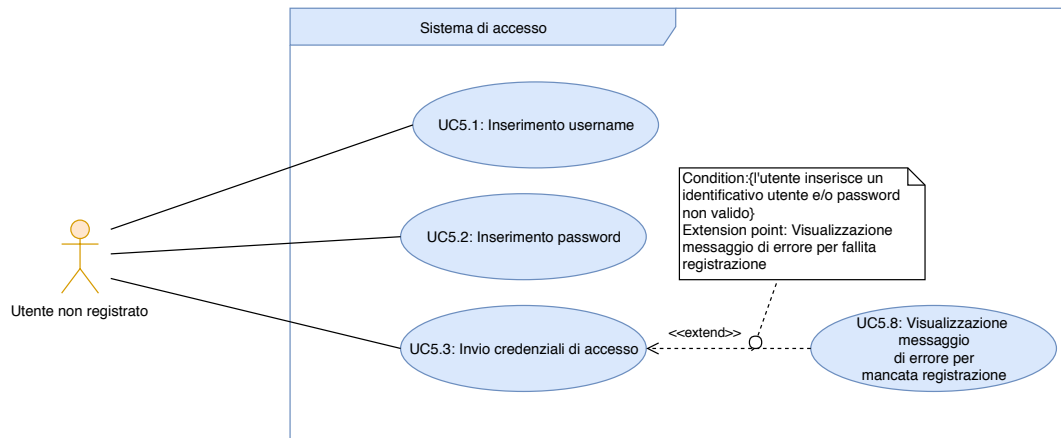 Sistema di accesso
UC5.1: Inserimento username
Condition:{l'utente inserisce un
identificativo utente e/o password
non valido}
Extension point: Visualizzazione
messaggio di errore per fallita
registrazione
UC5.2: Inserimento password
Utente non registrato
<<extend>>
UC5.3: Invio credenziali di accesso
UC5.8: Visualizzazione
messaggio
di errore per
mancata registrazione